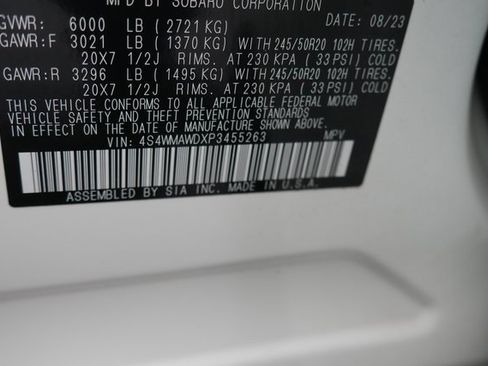 MFD BY SUBARU CORPORATION
GVWR: 6000 LB (2721 KG) DATE: 08/23
GAWR:F 3021 LB (1370 KG) WITH 245/50R20 102H TIRES.
20X7 1/2J RIMS. AT 230 KPA ( 33 PSI) COLD
GAWR:R 3296 LB (1495 KG) WITH 245/50R20 102H TIRES.
20X7 1/2J RIMS. AT 230 KPA ( 33 PSI) COLD
THIS VEHICLE CONFORMS TO ALL APPLICABLE FEDERAL MOTOR
VEHICLE SAFETY AND THEFT PREVENTION STANDARDS
IN EFFECT ON THE DATE OF MANUFACTURE SHOWN ABOVE.
VIN: 4S4WMAWDXP3455263 MPV
ASSEMBLED BY SIA INC. MADE IN U.S.A.